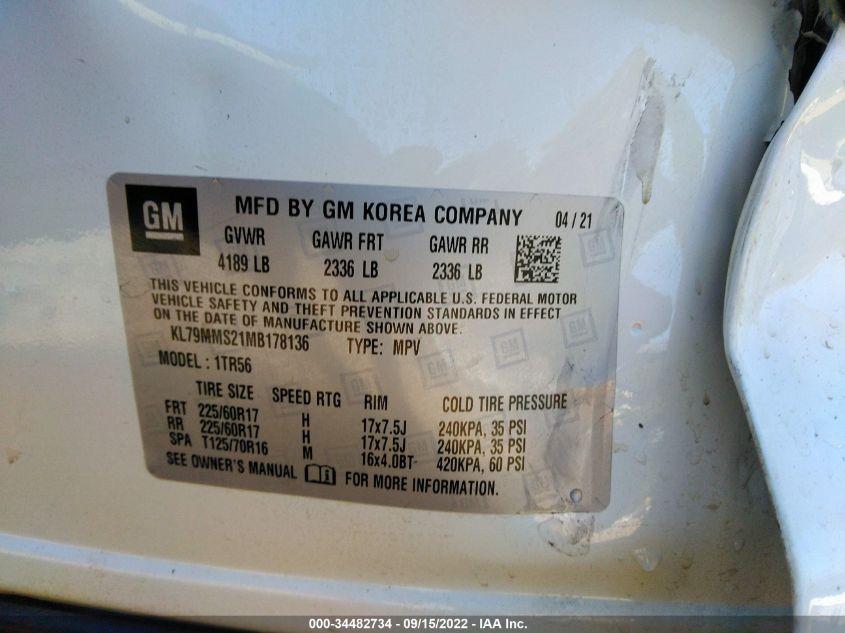 GM MFD BY GM KOREA COMPANY 04/21
GVWR GAWR FRT GAWR RR
4189 LB 2336 LB 2336 LB
THIS VEHICLE CONFORMS TO ALL APPLICABLE U.S. FEDERAL MOTOR
VEHICLE SAFETY AND THEFT PREVENTION STANDARDS IN EFFECT
ON THE DATE OF MANUFACTURE SHOWN ABOVE.
KL79MMS21MB178136 TYPE: MPV
MODEL: 1TR56
TIRE SIZE SPEED RTG RIM COLD TIRE PRESSURE
FRT 225/60R17 H 17x7.5J 240KPA, 35 PSI
RR 225/60R17 H 17x7.5J 240KPA, 35 PSI
SPA T125/70R16 M 16x4.0BT 420KPA, 60 PSI
SEE OWNER'S MANUAL FOR MORE INFORMATION.
000-34482734 - 09/15/2022 - IAA Inc.